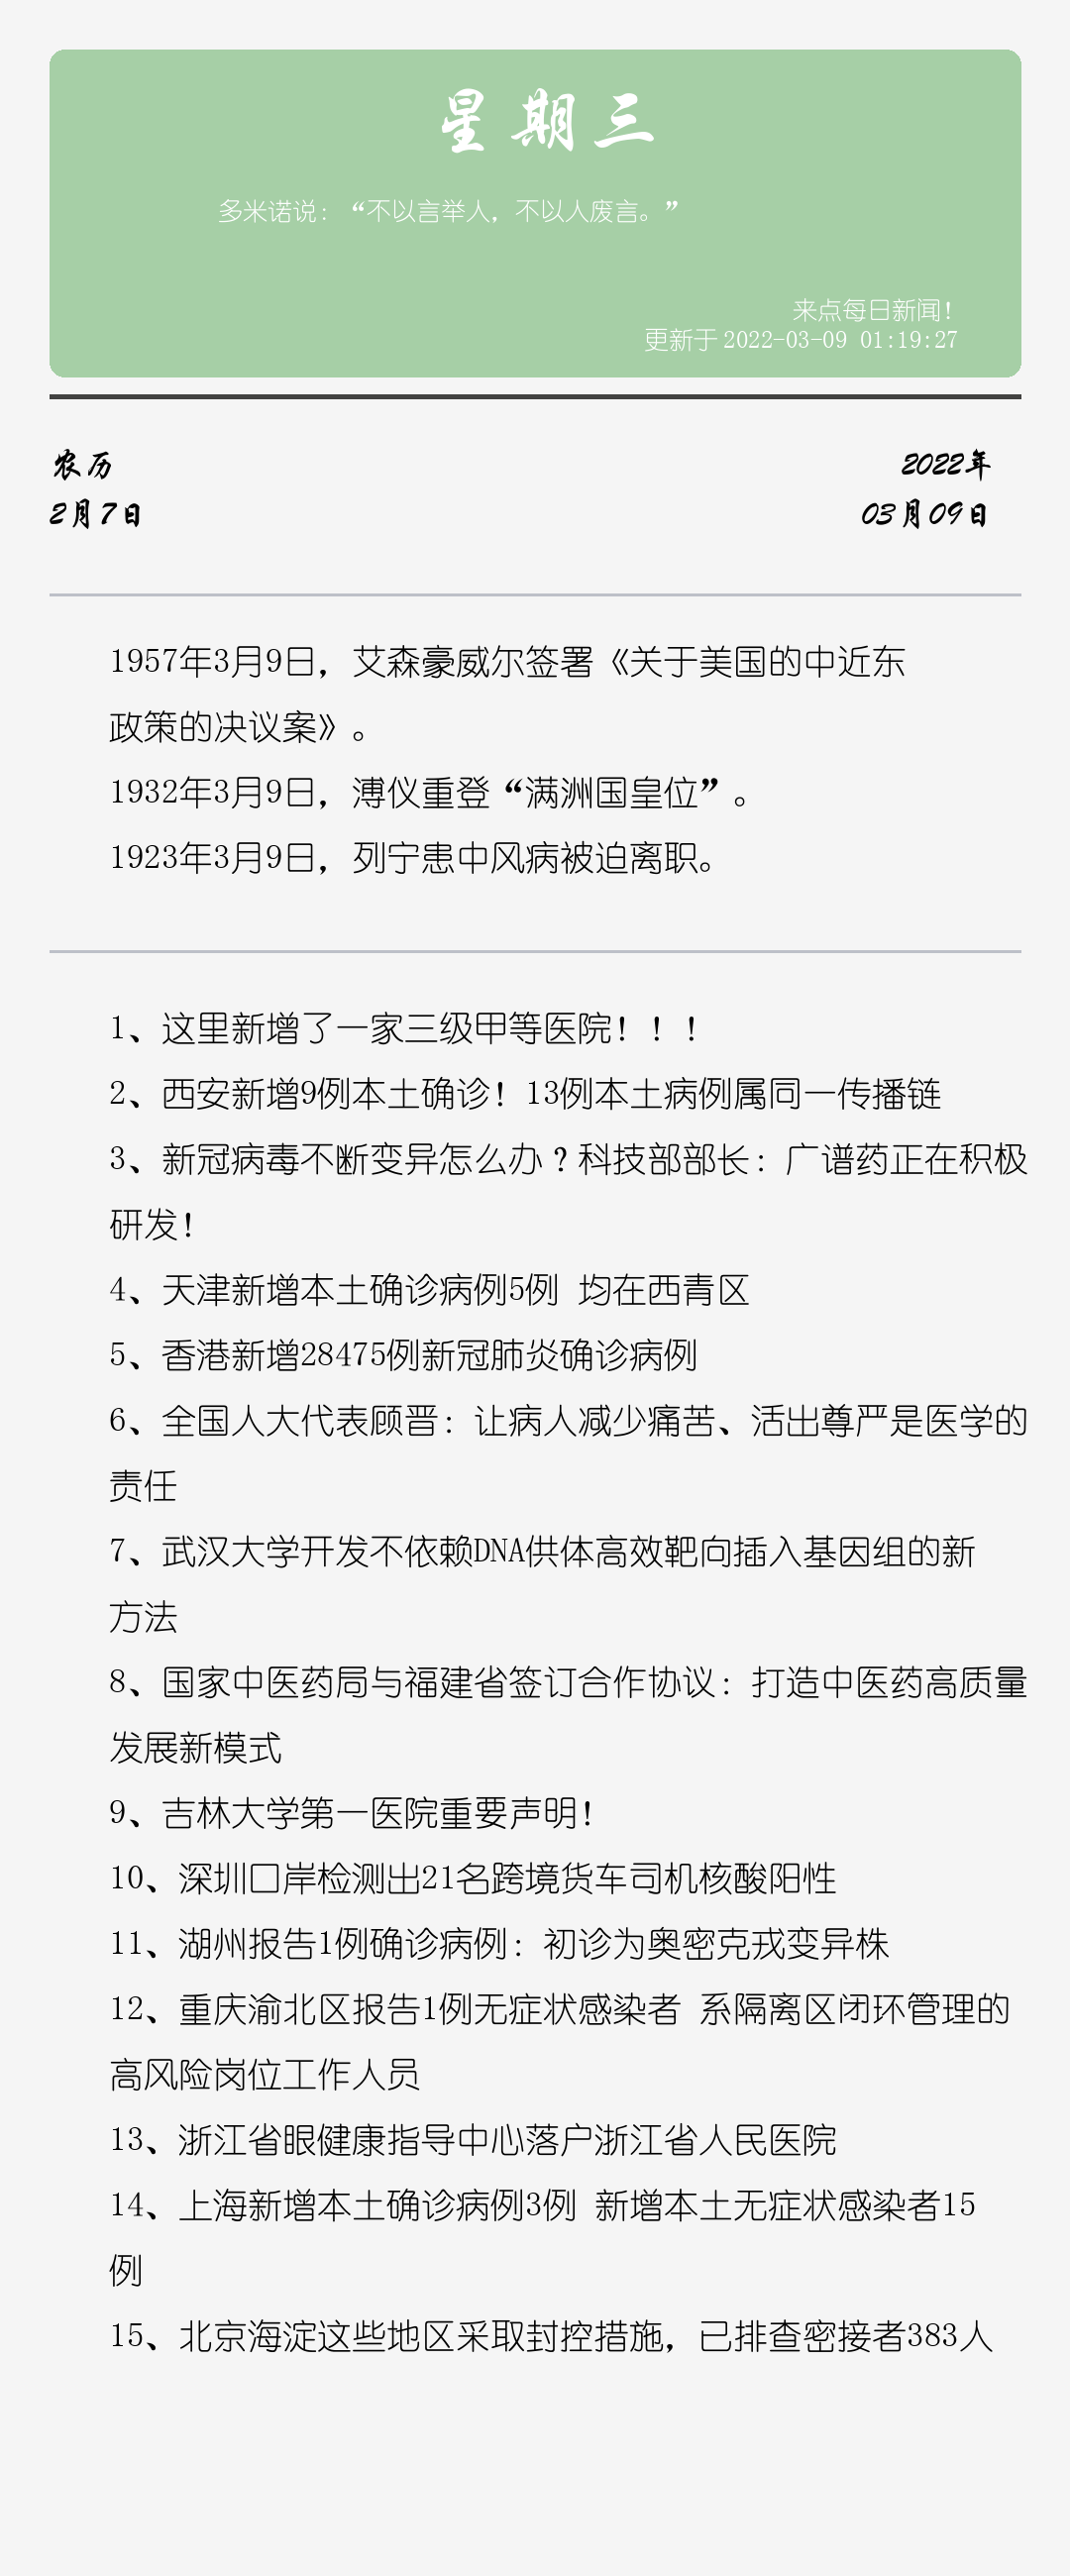 星期三
多米诺说：“不以言举人，不以人废言。”
来点每日新闻！
更新于 2022-03-09 01:19:27
农历
2022年
2月7日
03月09日
1957年3月9日，艾森豪威尔签署《关于美国的中近东
政策的决议案》。
1932年3月9日，溥仪重登“满洲国皇位”。
1923年3月9日，列宁患中风病被迫离职。
1、这里新增了一家三级甲等医院！！！
2、西安新增9例本土确诊！13例本土病例属同一传播链
3、新冠病毒不断变异怎么办？科技部部长：广谱药正在积极
研发！
4、天津新增本土确诊病例5例 均在西青区
5、香港新增28475例新冠肺炎确诊病例
6、全国人大代表顾晋：让病人减少痛苦、活出尊严是医学的
责任
7、武汉大学开发不依赖DNA供体高效靶向插入基因组的新
方法
8、国家中医药局与福建省签订合作协议：打造中医药高质量
发展新模式
9、吉林大学第一医院重要声明！
10、深圳口岸检测出21名跨境货车司机核酸阳性
11、湖州报告1例确诊病例：初诊为奥密克戎变异株
12、重庆渝北区报告1例无症状感染者 系隔离区闭环管理的
高风险岗位工作人员
13、浙江省眼健康指导中心落户浙江省人民医院
14、上海新增本土确诊病例3例 新增本土无症状感染者15
例
15、北京海淀这些地区采取封控措施，已排查密接者383人